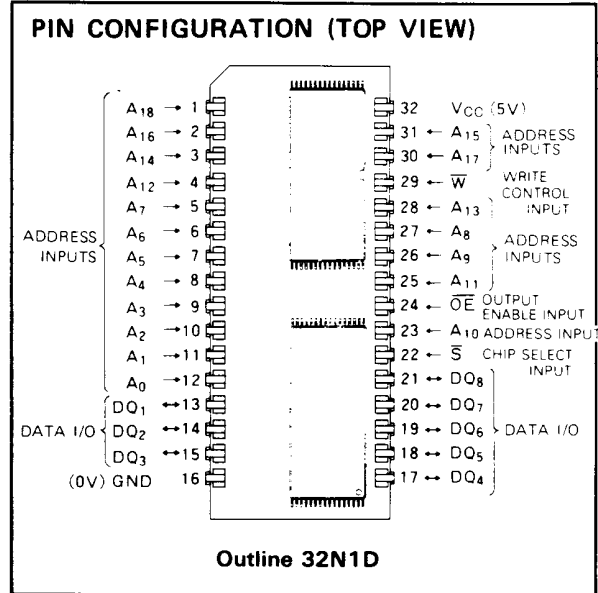 PIN CONFIGURATION (TOP VIEW)
A18 → 1
A16 → 2
A14 → 3
A12 → 4
A7 → 5
A6 → 6
A5 → 7
A4 → 8
A3 → 9
A2 → 10
A1 → 11
A0 → 12
ADDRESS
INPUTS
DQ1 ↔ 13
DQ2 ↔ 14
DQ3 ↔ 15
DATA I/O
(0V) GND 16
32 VCC (5V)
31 ← A15
30 ← A17
ADDRESS
INPUTS
29 ← W̅ WRITE
CONTROL
INPUT
28 ← A13
27 ← A8
26 ← A9
25 ← A11
ADDRESS
INPUTS
24 ← O̅E̅ OUTPUT
ENABLE INPUT
23 ← A10 ADDRESS INPUT
22 ← S̅ CHIP SELECT
INPUT
21 ↔ DQ8
20 ↔ DQ7
19 ↔ DQ6
18 ↔ DQ5
17 ↔ DQ4
DATA I/O
Outline 32N1D